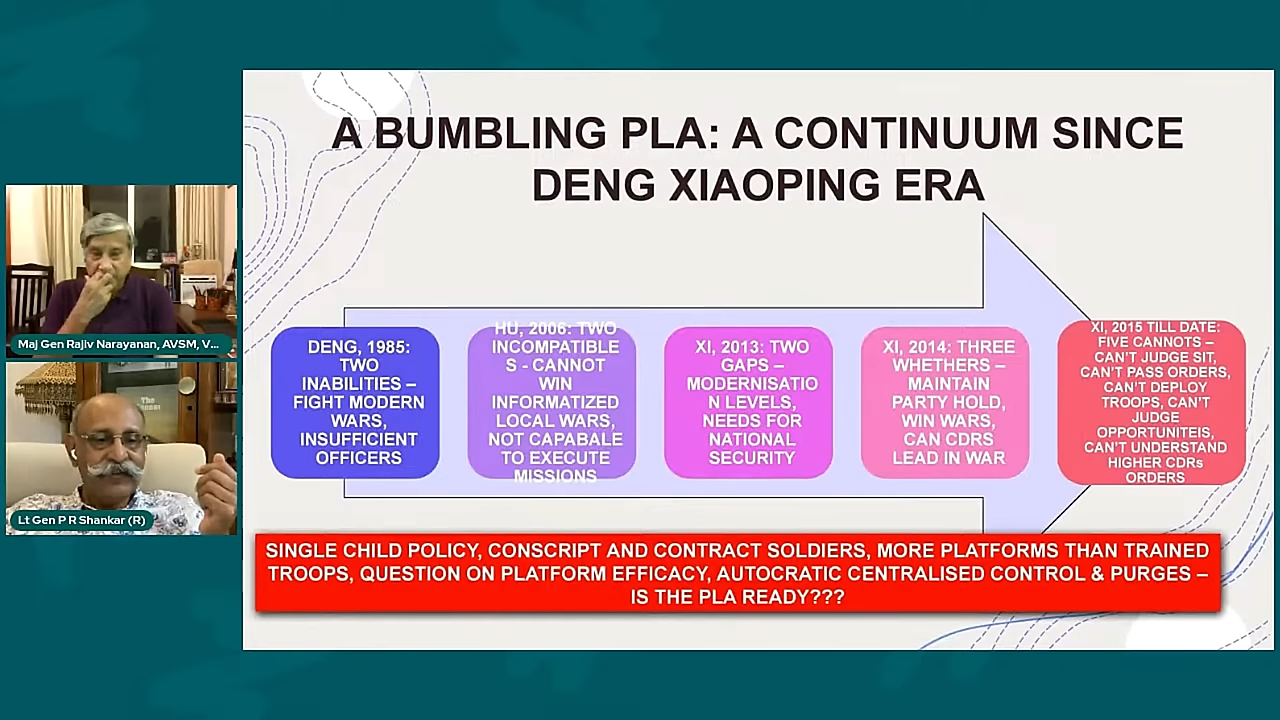 A BUMBLING PLA: A CONTINUUM SINCE
DENG XIAOPING ERA
DENG, 1985:
TWO
INABILITIES –
FIGHT MODERN
WARS,
INSUFFICIENT
OFFICERS
HU, 2006: TWO
INCOMPATIBLE
S - CANNOT
WIN
INFORMATIZED
LOCAL WARS,
NOT CAPABALE
TO EXECUTE
MISSIONS
XI, 2013: TWO
GAPS –
MODERNISATIO
N LEVELS,
NEEDS FOR
NATIONAL
SECURITY
XI, 2014: THREE
WHETHERS –
MAINTAIN
PARTY HOLD,
WIN WARS,
CAN CDRS
LEAD IN WAR
XI, 2015 TILL DATE:
FIVE CANNOTS –
CAN'T JUDGE SIT,
CAN'T PASS ORDERS,
CAN'T DEPLOY
TROOPS, CAN'T
JUDGE
OPPORTUNITEIS,
CAN'T UNDERSTAND
HIGHER CDRs
ORDERS
SINGLE CHILD POLICY, CONSCRIPT AND CONTRACT SOLDIERS, MORE PLATFORMS THAN TRAINED
TROOPS, QUESTION ON PLATFORM EFFICACY, AUTOCRATIC CENTRALISED CONTROL & PURGES –
IS THE PLA READY???
Maj Gen Rajiv Narayanan, AVSM, V...
The
Lt Gen P R Shankar (R)